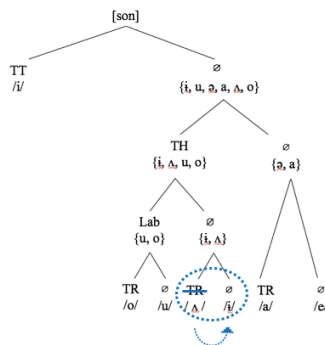 [son]
TT ∅
/i/ {ɨ, u, ə, a, ʌ, o}
TH ∅
{ɨ, ʌ, u, o} {ə, a}
Lab ∅
{u, o} {ɨ, ʌ}
TR ∅ TR ∅ TR ∅
/o/ /u/ /ʌ/ /ɨ/ /a/ /e/